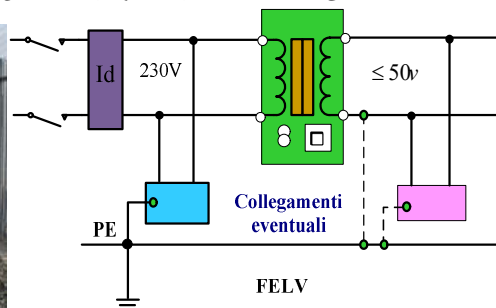 Id
230V
≤ 50v
Collegamenti
eventuali
PE
FELV